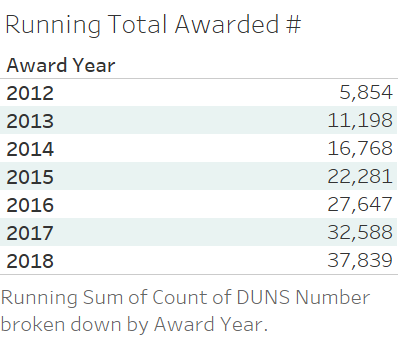 Running Total Awarded #
Award Year
2012 5,854
2013 11,198
2014 16,768
2015 22,281
2016 27,647
2017 32,588
2018 37,839
Running Sum of Count of DUNS Number
broken down by Award Year.